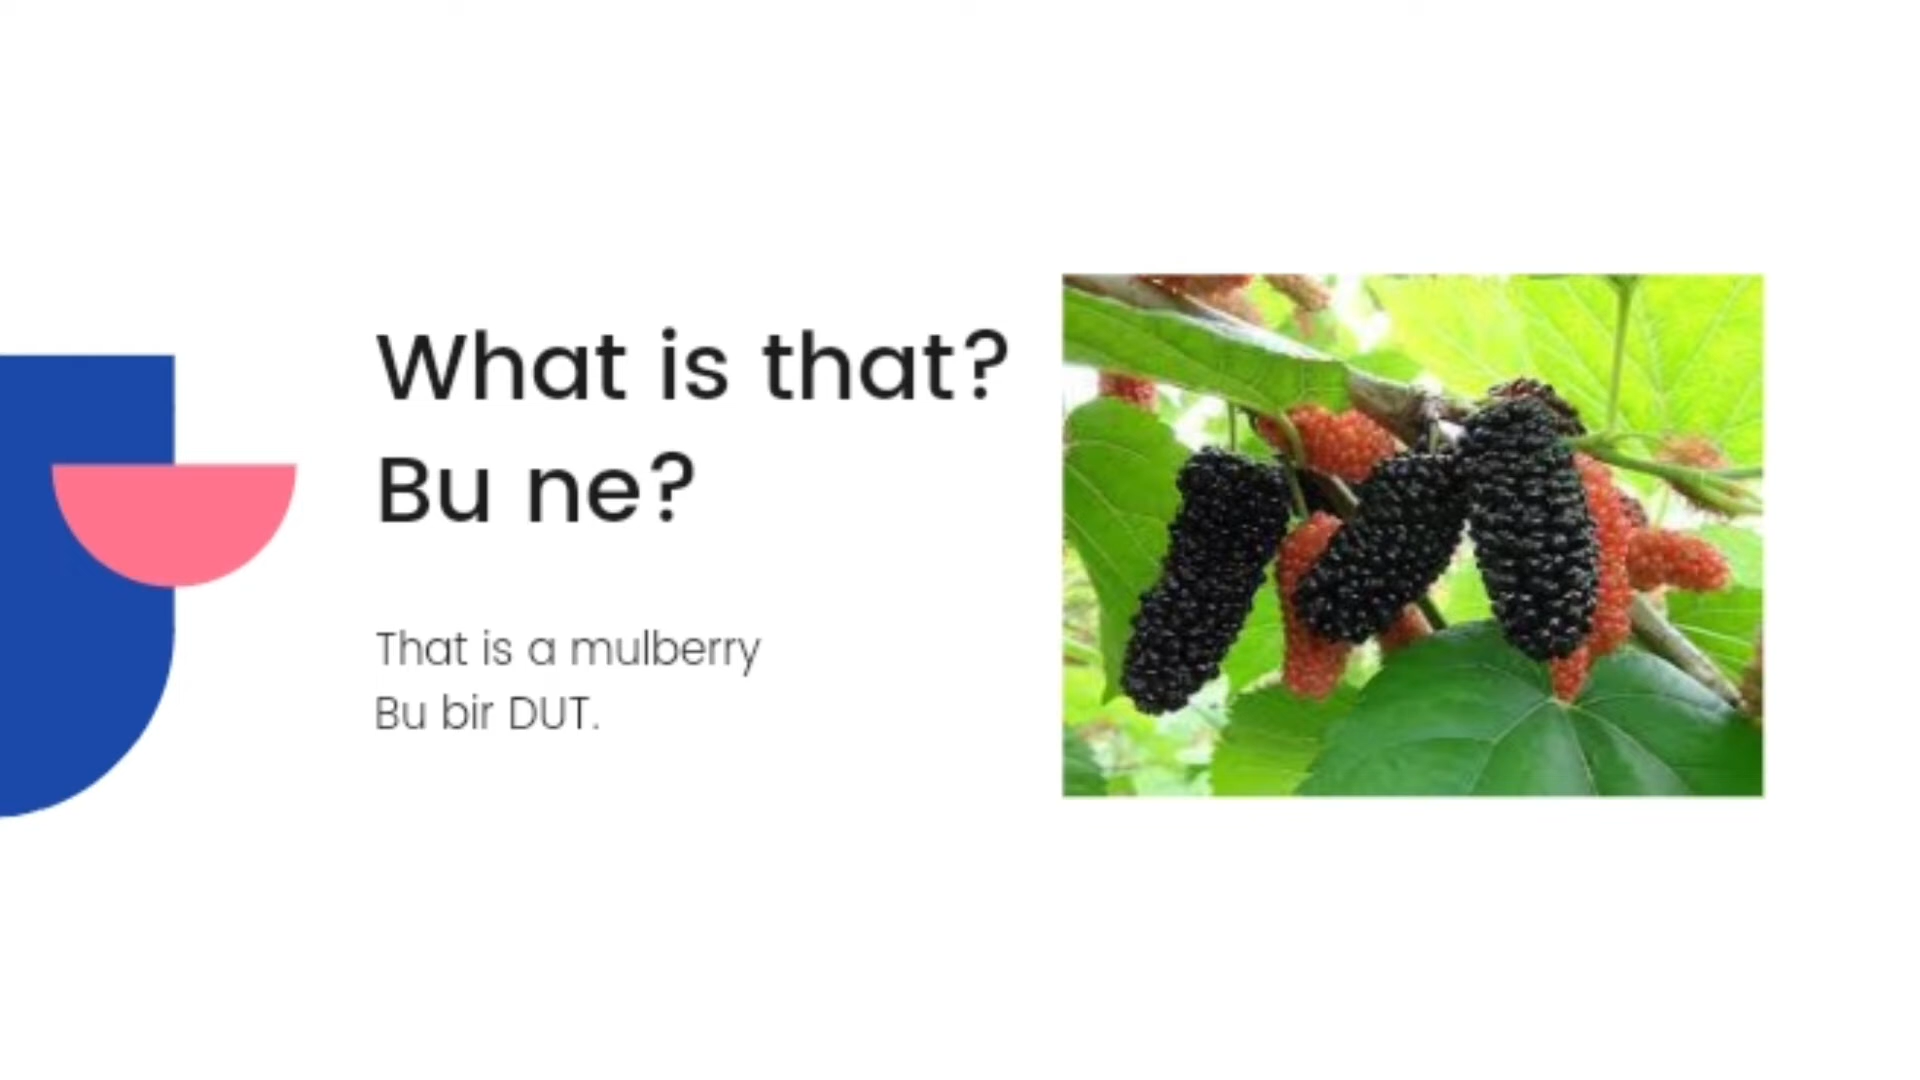 What is that?
Bu ne?
That is a mulberry
Bu bir DUT.